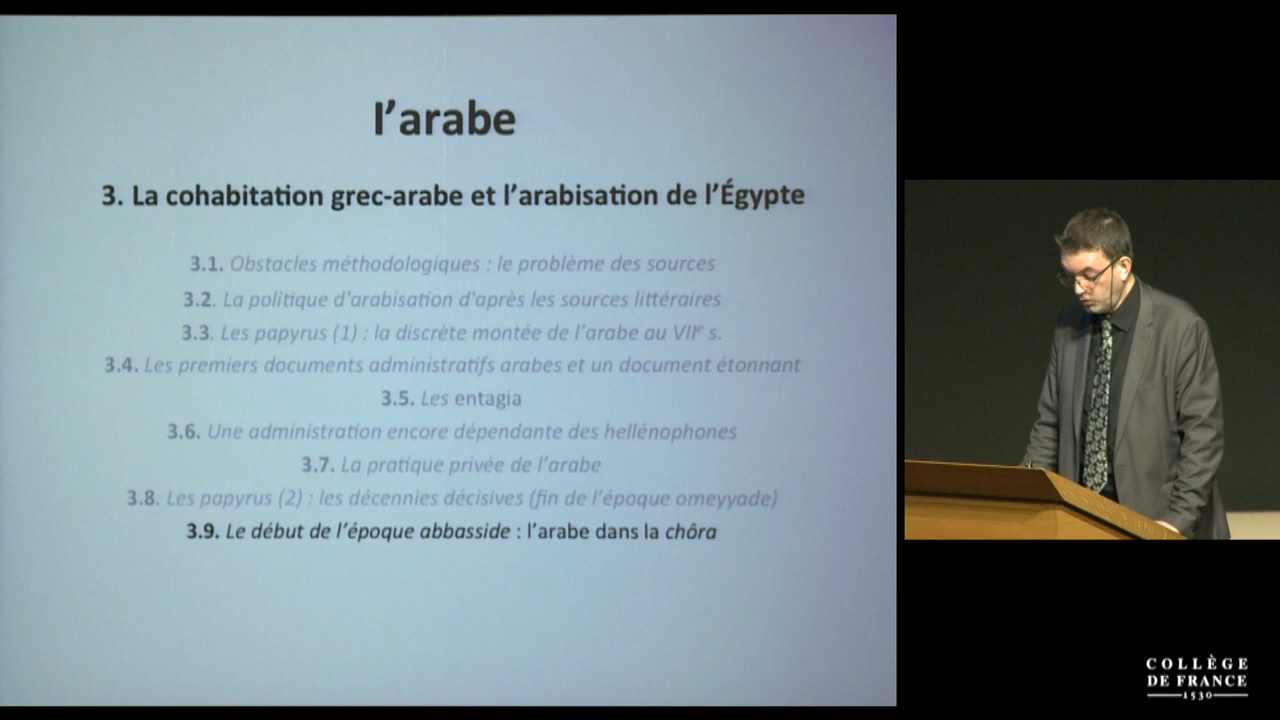 l'arabe
3. La cohabitation grec-arabe et l'arabisation de l'Égypte
3.1. Obstacles méthodologiques : le problème des sources
3.2. La politique d'arabisation d'après les sources littéraires
3.3. Les papyrus (1) : la discrète montée de l'arabe au VIIe s.
3.4. Les premiers documents administratifs arabes et un document étonnant
3.5. Les entagia
3.6. Une administration encore dépendante des hellénophones
3.7. La pratique privée de l'arabe
3.8. Les papyrus (2) : les décennies décisives (fin de l'époque omeyyade)
3.9. Le début de l'époque abbasside : l'arabe dans la chôra
COLLÈGE
DE FRANCE
1530